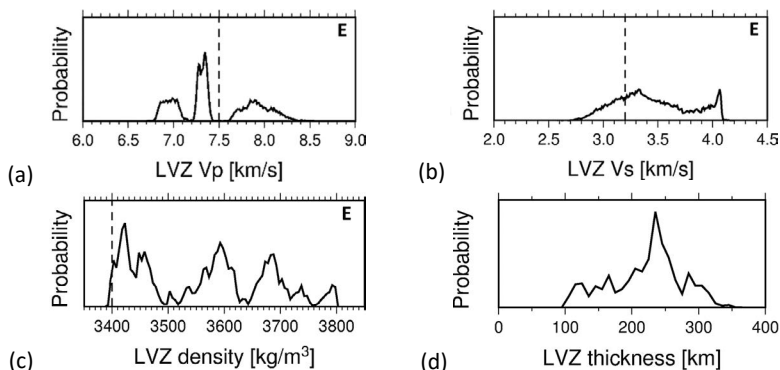 Probability
E
6.0 6.5 7.0 7.5 8.0 8.5 9.0
LVZ Vp [km/s]
(a)
Probability
E
2.0 2.5 3.0 3.5 4.0 4.5
LVZ Vs [km/s]
(b)
Probability
E
3400 3500 3600 3700 3800
LVZ density [kg/m³]
(c)
Probability
0 100 200 300 400
LVZ thickness [km]
(d)